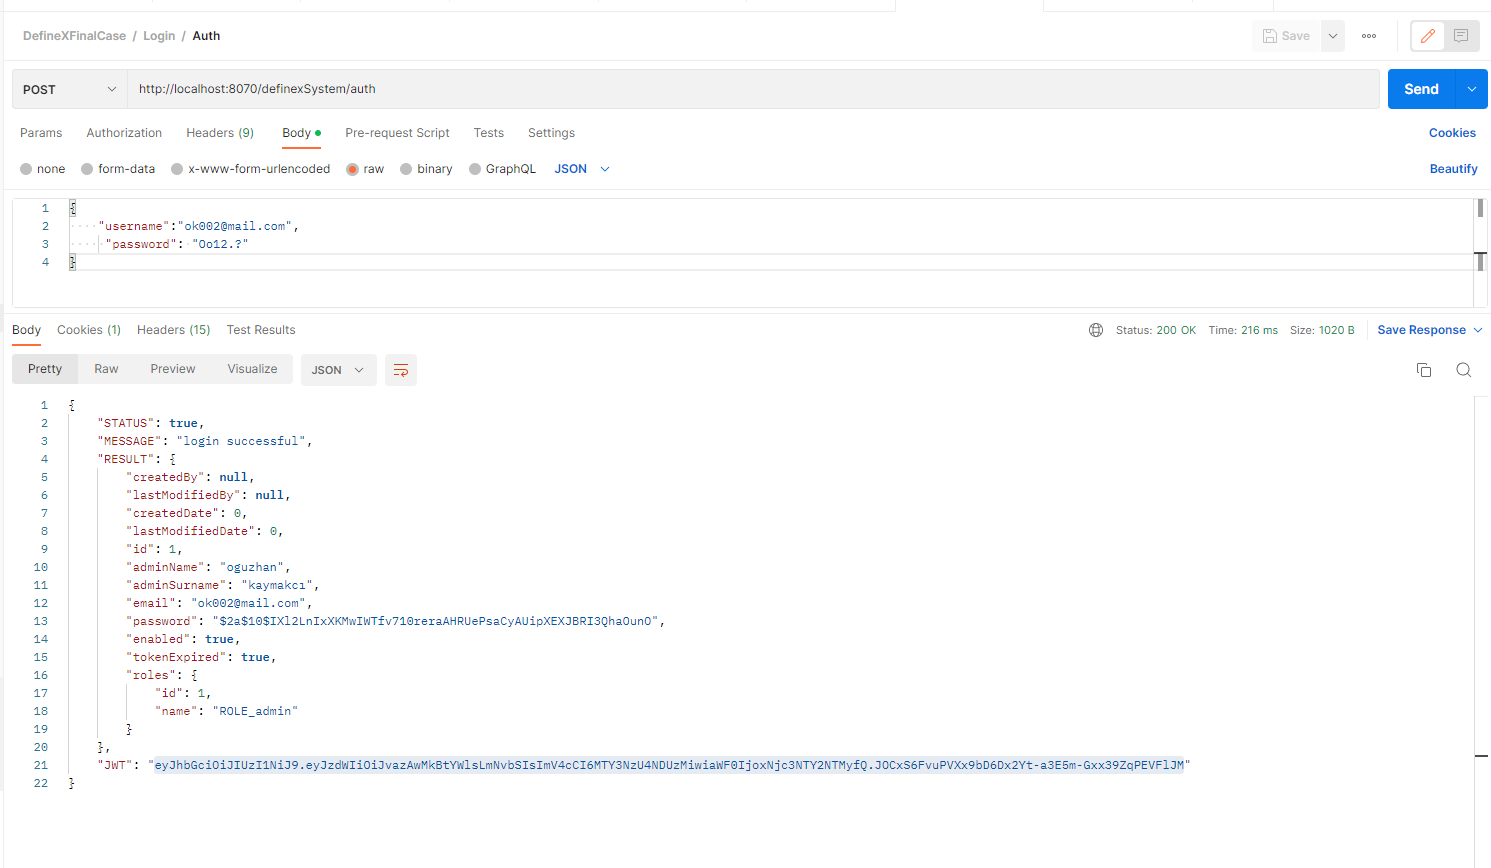 DefineXFinalCase / Login / Auth
Save
POST
http://localhost:8070/definexSystem/auth
Send
Params Authorization Headers (9) Body Pre-request Script Tests Settings Cookies
none form-data x-www-form-urlencoded raw binary GraphQL JSON Beautify
1 {
2 "username":"ok002@mail.com",
3 "password": "Oo12.?"
4 }
Body Cookies (1) Headers (15) Test Results Status: 200 OK Time: 216 ms Size: 1020 B Save Response
Pretty Raw Preview Visualize JSON
1 {
2 "STATUS": true,
3 "MESSAGE": "login successful",
4 "RESULT": {
5 "createdBy": null,
6 "lastModifiedBy": null,
7 "createdDate": 0,
8 "lastModifiedDate": 0,
9 "id": 1,
10 "adminName": "oguzhan",
11 "adminSurname": "kaymakcı",
12 "email": "ok002@mail.com",
13 "password": "$2a$10$IXl2LnIxXKMwIWTfv710reraAHRUePsaCyAUipXEXJBRI3QhaOunO",
14 "enabled": true,
15 "tokenExpired": true,
16 "roles": {
17 "id": 1,
18 "name": "ROLE_admin"
19 }
20 },
21 "JWT": "eyJhbGciOiJIUzI1NiJ9.eyJzdWIiOiJvazAwMkBtYWlsLmNvbSIsImV4cCI6MTY3NzU4NDUzMiwiaWF0IjoxNjc3NTY2NTMyfQ.JOCxS6FvuPVXx9bD6Dx2Yt-a3E5m-Gxx39ZqPEVFlJM"
22 }